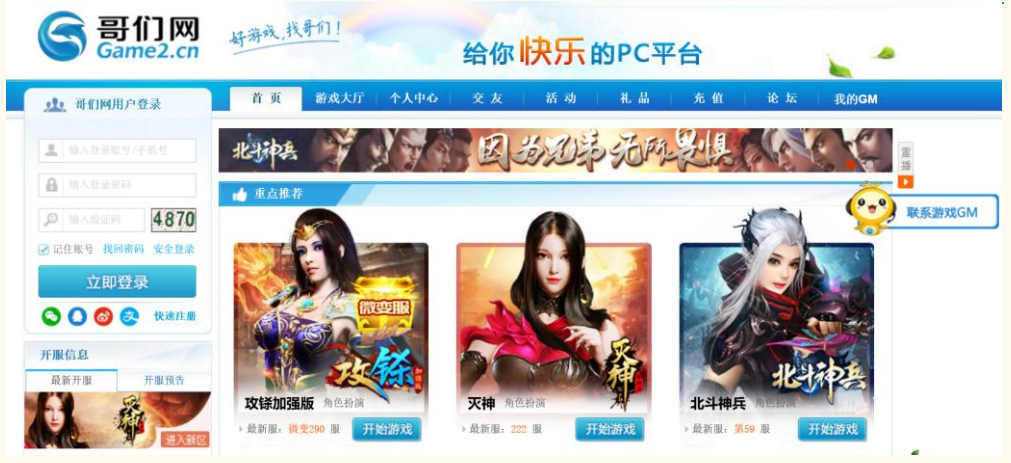 哥们网
Game2.cn
好游戏,找哥们!
给你快乐的PC平台
哥们网用户登录
首页 游戏大厅 个人中心 交友 活动 礼品 充值 论坛 我的GM
输入登录账号/手机号
输入登录密码
输入验证码 4870
记住账号 找回密码 安全登录
立即登录
快速注册
开服信息
最新开服 开服预告
灭神
进入新区
北斗神兵 因为兄弟无所畏惧
重播
联系游戏GM
重点推荐
微变服
攻铩
加强版
攻铩加强版 角色扮演
最新服: 微变290 服 开始游戏
灭神
灭神 角色扮演
最新服: 222 服 开始游戏
北斗神兵
北斗神兵 角色扮演
最新服: 第59 服 开始游戏